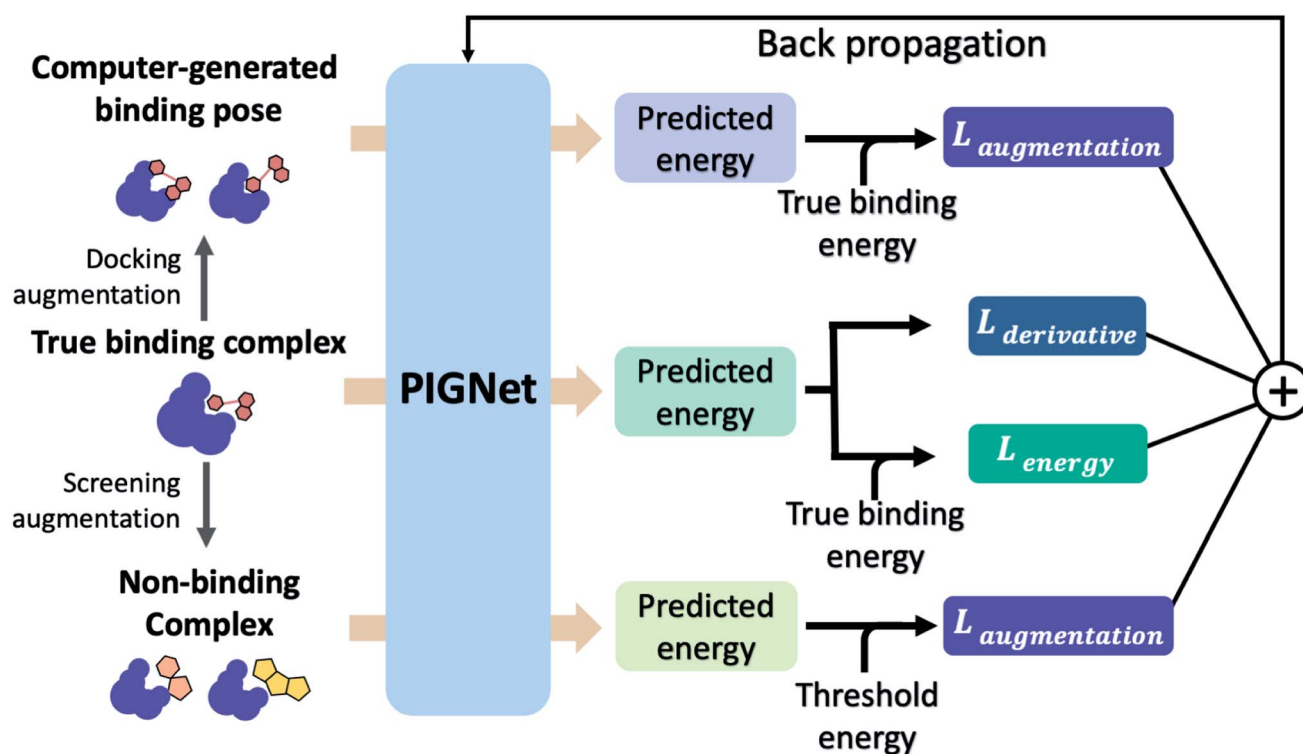 Back propagation
Computer-generated
binding pose
Docking
augmentation
True binding complex
Screening
augmentation
Non-binding
Complex
PIGNet
Predicted
energy
True binding
energy
L augmentation
Predicted
energy
L derivative
L energy
True binding
energy
+
Predicted
energy
Threshold
energy
L augmentation